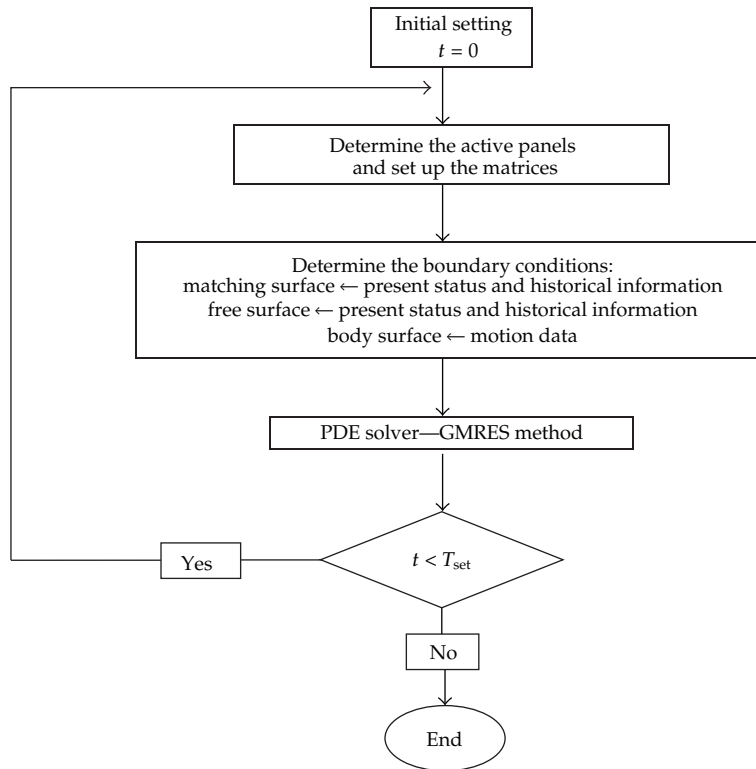 Initial setting
t = 0
Determine the active panels
and set up the matrices
Determine the boundary conditions:
matching surface ← present status and historical information
free surface ← present status and historical information
body surface ← motion data
PDE solver—GMRES method
t < Tset
Yes
No
End